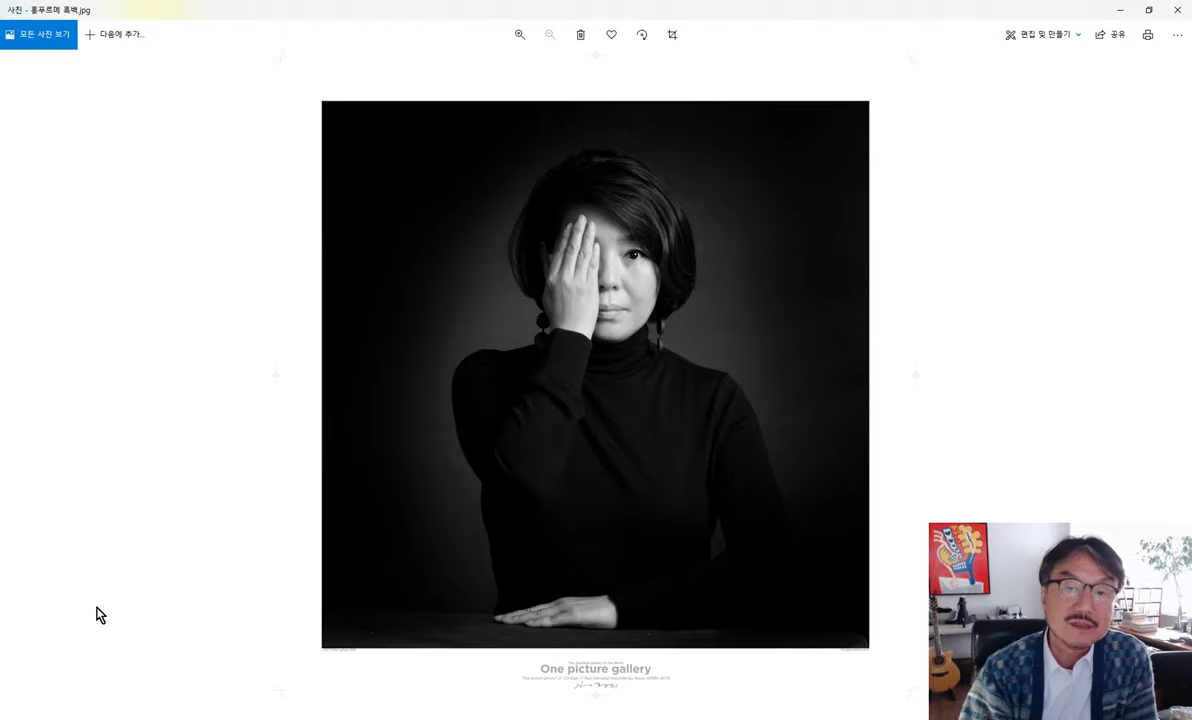 사진 - 홍푸르메 흑백.jpg
모든 사진 보기
다음에 추가...
편집 및 만들기
공유
One picture gallery